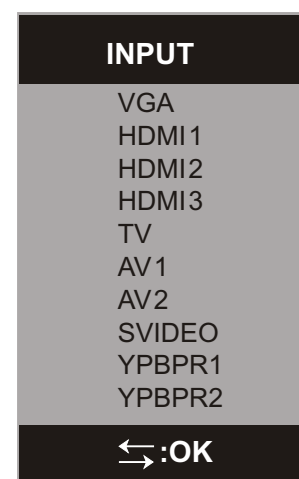 INPUT
VGA
HDMI1
HDMI2
HDMI3
TV
AV1
AV2
SVIDEO
YPBPR1
YPBPR2
⇆:OK